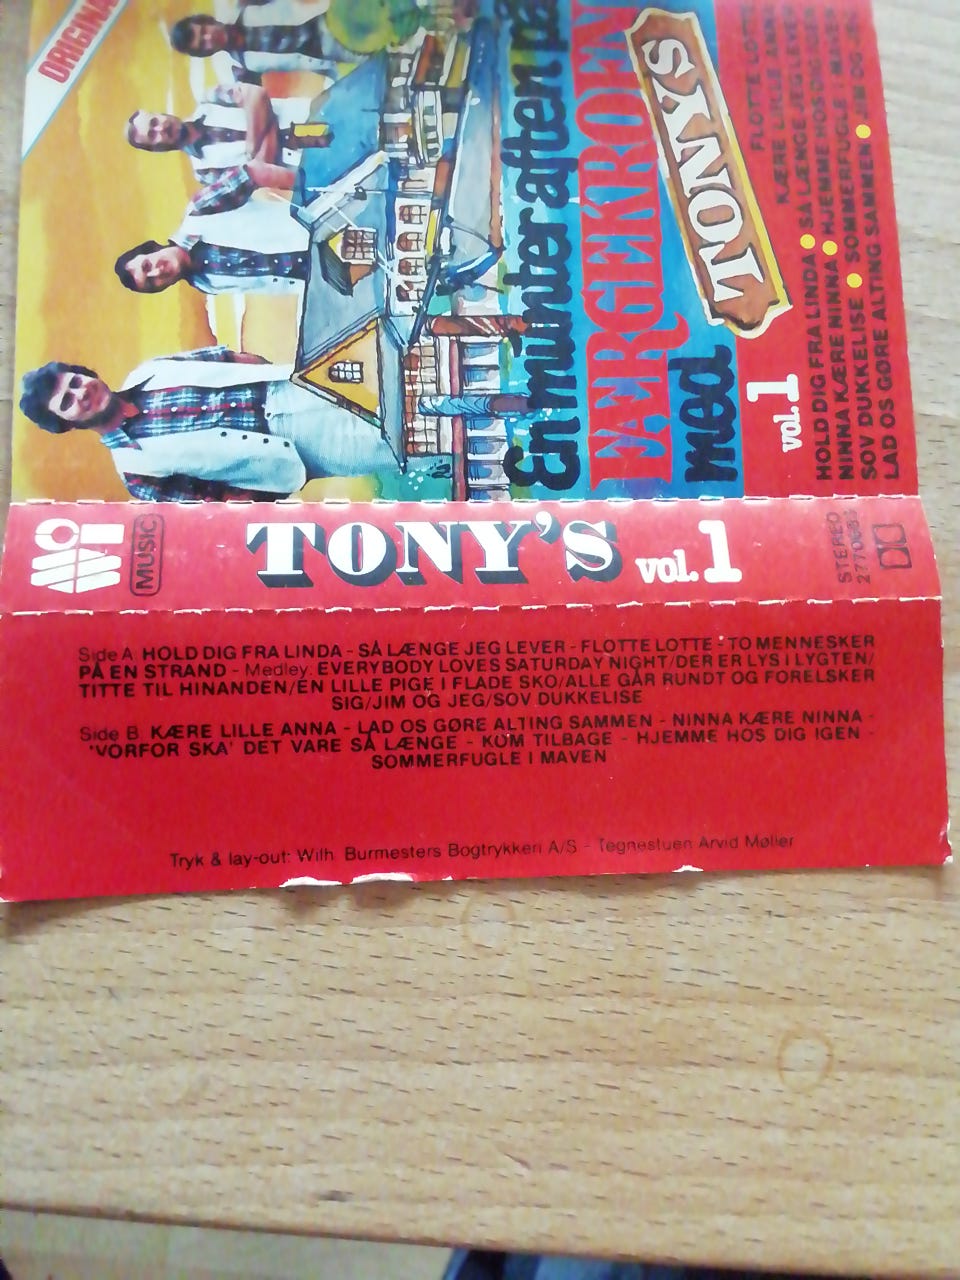 ORIGINA
En munter aften på
FÆRGEKROEN
med
TONYS
vol.1
FLOTTE LOTTE
KÆRE LILLE ANNA
HOLD DIG FRA LINDA ● SÅ LÆNGE JEG LEVER
NINNA KÆRE NINNA ● HJEMME HOS DIG IGEN
SOV DUKKELISE ● SOMMERFUGLE I MAVEN
LAD OS GØRE ALTING SAMMEN ● JIM OG JEG
MUSIC
TONY'S vol.1
STEREO
Side A HOLD DIG FRA LINDA - SÅ LÆNGE JEG LEVER - FLOTTE LOTTE - TO MENNESKER
PÅ EN STRAND - Medley: EVERYBODY LOVES SATURDAY NIGHT/DER ER LYS I LYGTEN/
TITTE TIL HINANDEN/EN LILLE PIGE I FLADE SKO/ALLE GÅR RUNDT OG FORELSKER
SIG/JIM OG JEG/SOV DUKKELISE
Side B KÆRE LILLE ANNA - LAD OS GØRE ALTING SAMMEN - NINNA KÆRE NINNA -
'VORFOR SKA' DET VARE SÅ LÆNGE - KOM TILBAGE - HJEMME HOS DIG IGEN -
SOMMERFUGLE I MAVEN
Tryk & lay-out: Wilh. Burmesters Bogtrykkeri A/S - Tegnestuen Arvid Møller